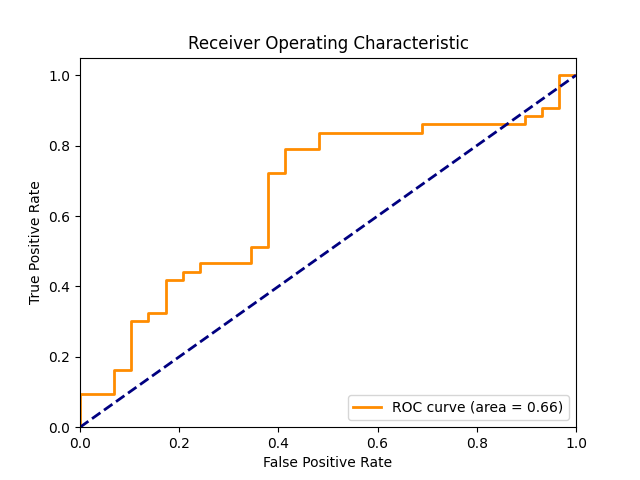 Receiver Operating Characteristic
True Positive Rate
1.0
0.8
0.6
0.4
0.2
0.0
ROC curve (area = 0.66)
0.0 0.2 0.4 0.6 0.8 1.0
False Positive Rate